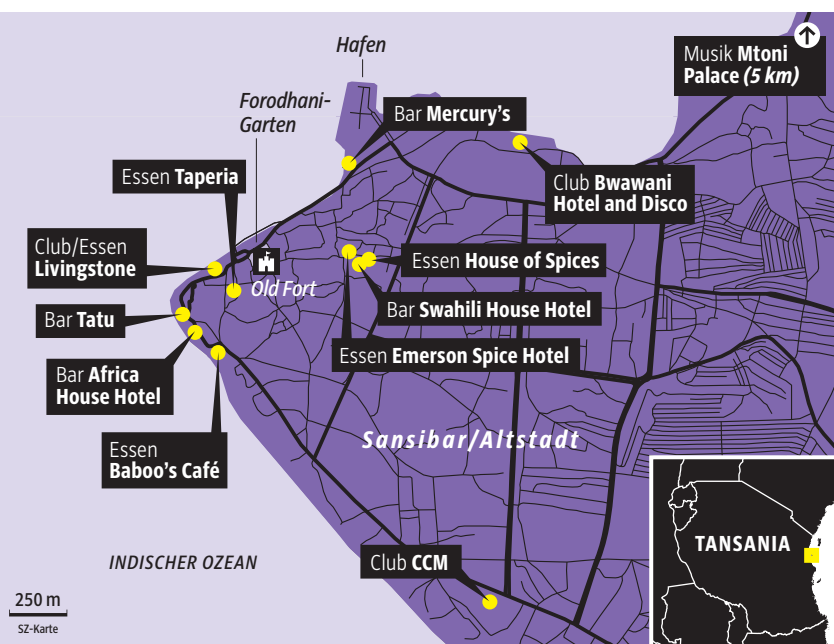 Hafen
Musik Mtoni
Palace (5 km)
Forodhani-
Garten
Bar Mercury's
Essen Taperia
Club Bwawani
Hotel and Disco
Club/Essen
Livingstone
Essen House of Spices
Old Fort
Bar Tatu
Bar Swahili House Hotel
Essen Emerson Spice Hotel
Bar Africa
House Hotel
Essen
Baboo's Café
Sansibar/Altstadt
TANSANIA
INDISCHER OZEAN
Club CCM
250 m
SZ-Karte